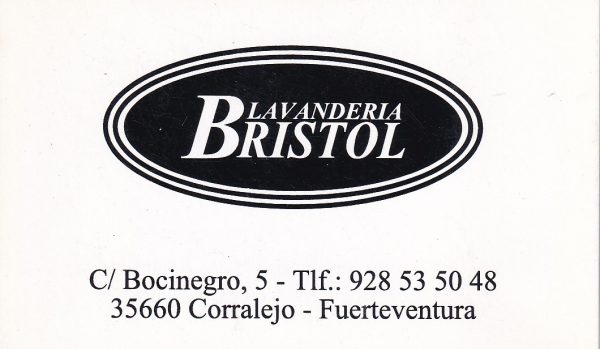 LAVANDERIA
BRISTOL
C/ Bocinegro, 5 - Tlf.: 928 53 50 48
35660 Corralejo - Fuerteventura